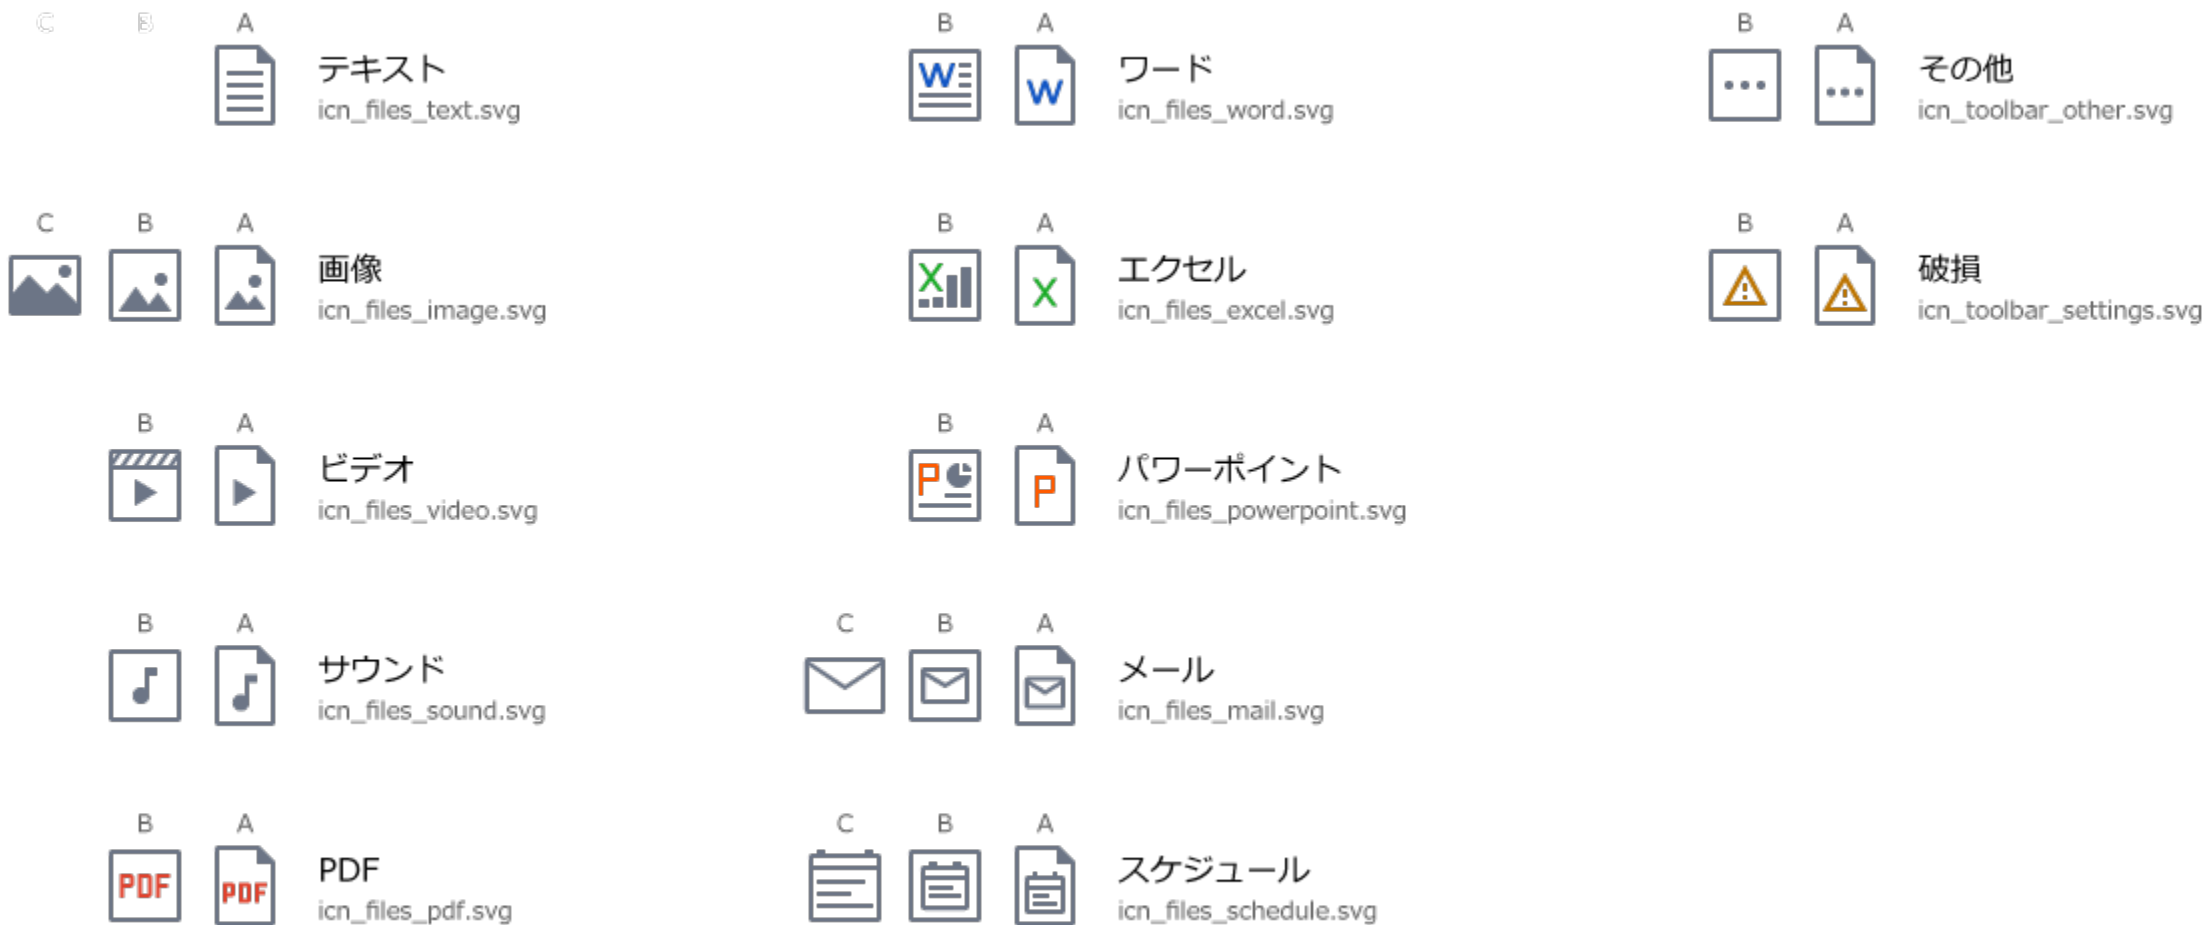 C B A
テキスト
icn_files_text.svg
C B A
画像
icn_files_image.svg
B A
ビデオ
icn_files_video.svg
B A
サウンド
icn_files_sound.svg
B A
PDF PDF
PDF
icn_files_pdf.svg
B A
W W
ワード
icn_files_word.svg
B A
X X
エクセル
icn_files_excel.svg
B A
P P
パワーポイント
icn_files_powerpoint.svg
C B A
メール
icn_files_mail.svg
C B A
スケジュール
icn_files_schedule.svg
B A
その他
icn_toolbar_other.svg
B A
破損
icn_toolbar_settings.svg